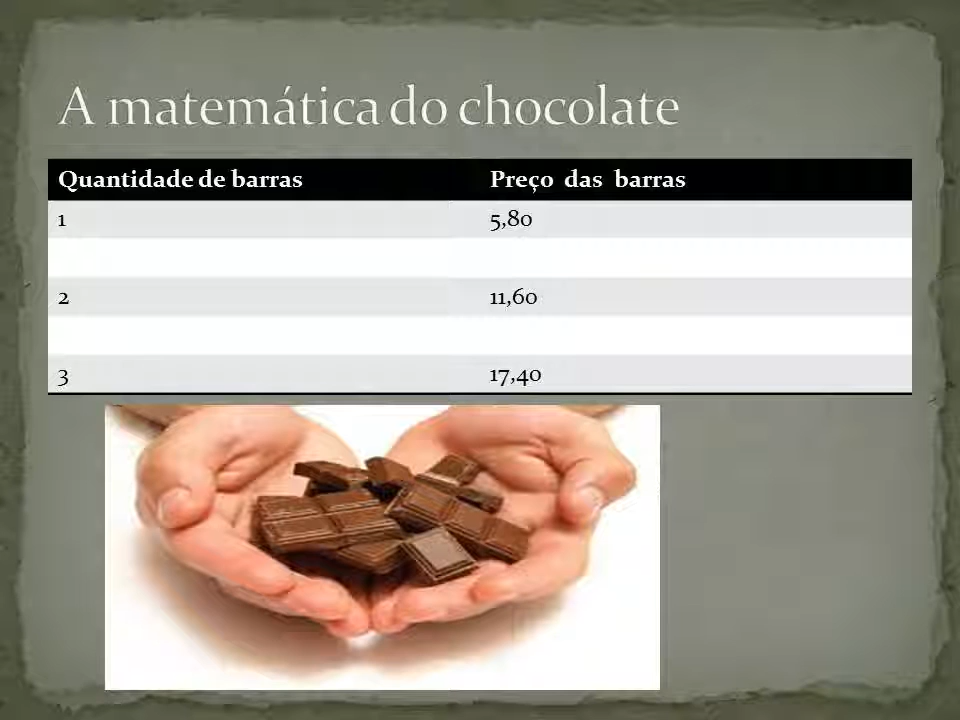 A matemática do chocolate
Quantidade de barras Preço das barras
1 5,80
2 11,60
3 17,40